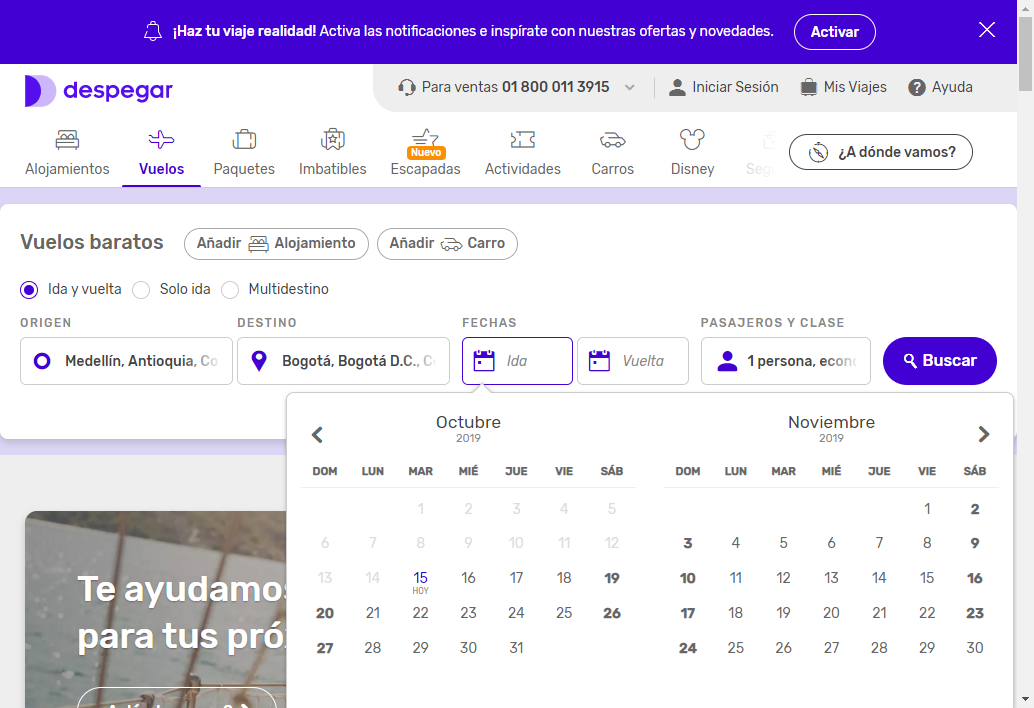 ¡Haz tu viaje realidad! Activa las notificaciones e inspírate con nuestras ofertas y novedades. Activar
despegar
Para ventas 01 800 011 3915 Iniciar Sesión Mis Viajes Ayuda
Nuevo
Alojamientos Vuelos Paquetes Imbatibles Escapadas Actividades Carros Disney Seg
¿A dónde vamos?
Vuelos baratos Añadir Alojamiento Añadir Carro
Ida y vuelta Solo ida Multidestino
ORIGEN DESTINO FECHAS PASAJEROS Y CLASE
Medellín, Antioquia, Co Bogotá, Bogotá D.C., C Ida Vuelta 1 persona, econ Buscar
Octubre
2019
DOM LUN MAR MIÉ JUE VIE SÁB
1 2 3 4 5
6 7 8 9 10 11 12
13 14 15 16 17 18 19
HOY
20 21 22 23 24 25 26
27 28 29 30 31
Noviembre
2019
DOM LUN MAR MIÉ JUE VIE SÁB
1 2
3 4 5 6 7 8 9
10 11 12 13 14 15 16
17 18 19 20 21 22 23
24 25 26 27 28 29 30
Te ayudamos
para tus pró